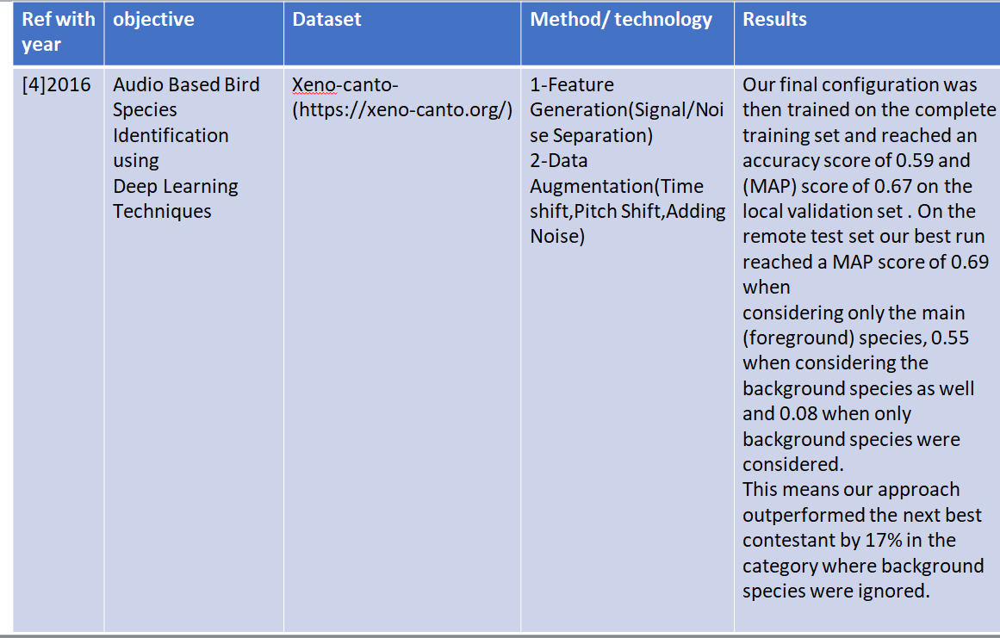 Ref with
year
objective
Dataset
Method/ technology
Results
[4]2016
Audio Based Bird
Species
Identification
using
Deep Learning
Techniques
Xeno-canto-
(https://xeno-canto.org/)
1-Feature
Generation(Signal/Noi
se Separation)
2-Data
Augmentation(Time
shift,Pitch Shift,Adding
Noise)
Our final configuration was
then trained on the complete
training set and reached an
accuracy score of 0.59 and
(MAP) score of 0.67 on the
local validation set . On the
remote test set our best run
reached a MAP score of 0.69
when
considering only the main
(foreground) species, 0.55
when considering the
background species as well
and 0.08 when only
background species were
considered.
This means our approach
outperformed the next best
contestant by 17% in the
category where background
species were ignored.